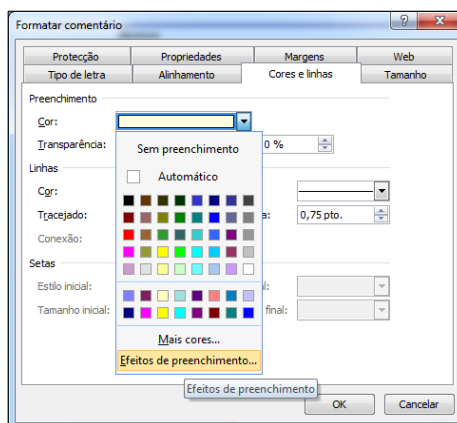 Formatar comentário
Protecção Propriedades Margens Web
Tipo de letra Alinhamento Cores e linhas Tamanho
Preenchimento
Cor:
Transparência: 0 %
Sem preenchimento
Automático
Linhas
Cor:
Tracejado: a: 0,75 pto.
Conexão:
Setas
Estilo inicial: al:
Tamanho inicial: final:
Mais cores...
Efeitos de preenchimento...
Efeitos de preenchimento
OK Cancelar